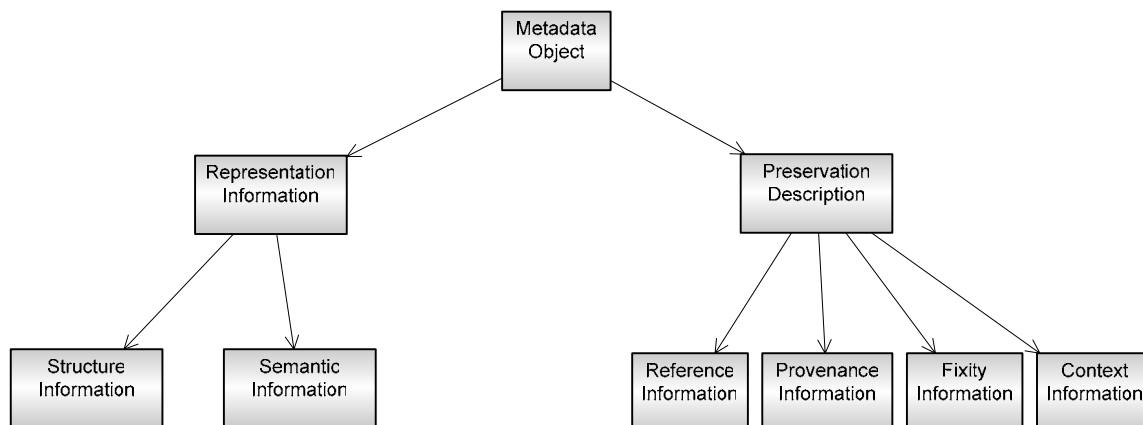 Metadata
Object
Representation
Information
Preservation
Description
Structure
Information
Semantic
Information
Reference
Information
Provenance
Information
Fixity
Information
Context
Information